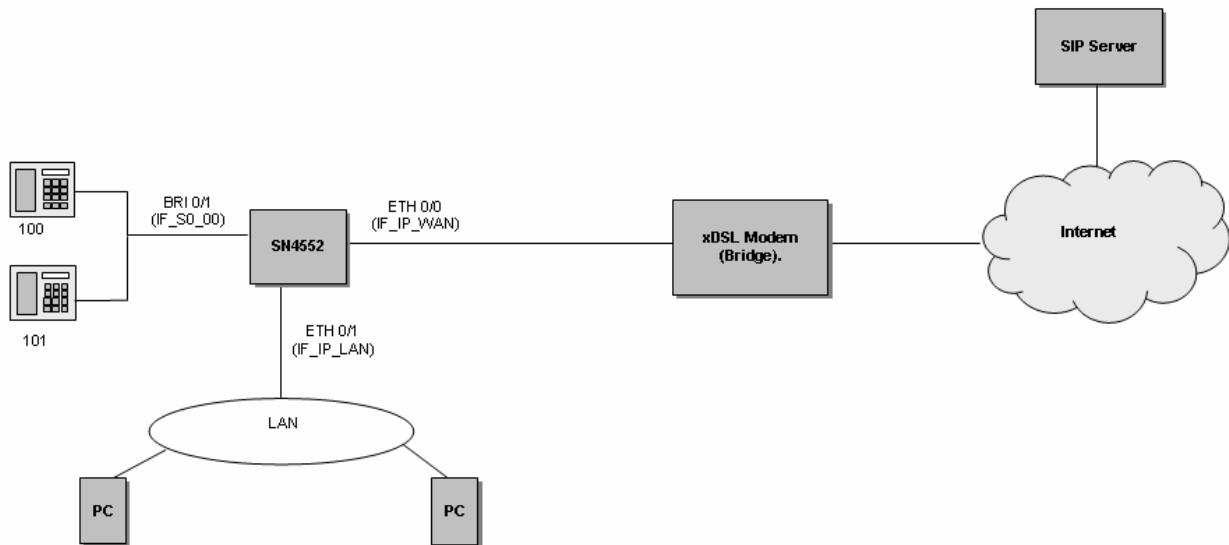 SIP Server
100
BRI 0/1
(IF_S0_00)
SN4552
ETH 0/0
(IF_IP_WAN)
xDSL Modem
(Bridge).
Internet
101
ETH 0/1
(IF_IP_LAN)
LAN
PC
PC